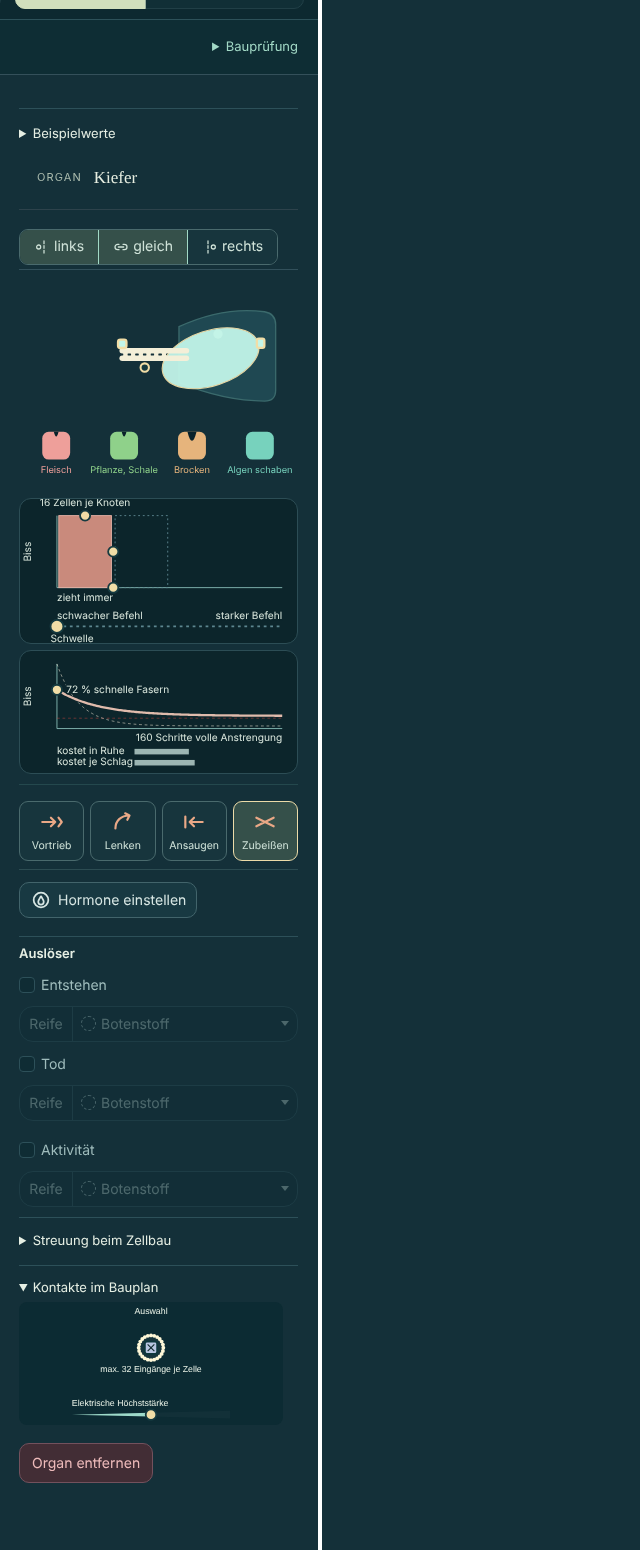 Bauprüfung
Beispielwerte
ORGAN Kiefer
links gleich rechts
Fleisch Pflanze, Schale Brocken Algen schaben
16 Zellen je Knoten
Biss
zieht immer
schwacher Befehl starker Befehl
Schwelle
72 % schnelle Fasern
Biss
160 Schritte volle Anstrengung
kostet in Ruhe
kostet je Schlag
Vortrieb Lenken Ansaugen Zubeißen
Hormone einstellen
Auslöser
Entstehen
Reife Botenstoff
Tod
Reife Botenstoff
Aktivität
Reife Botenstoff
Streuung beim Zellbau
Kontakte im Bauplan
Auswahl
max. 32 Eingänge je Zelle
Elektrische Höchststärke
Organ entfernen